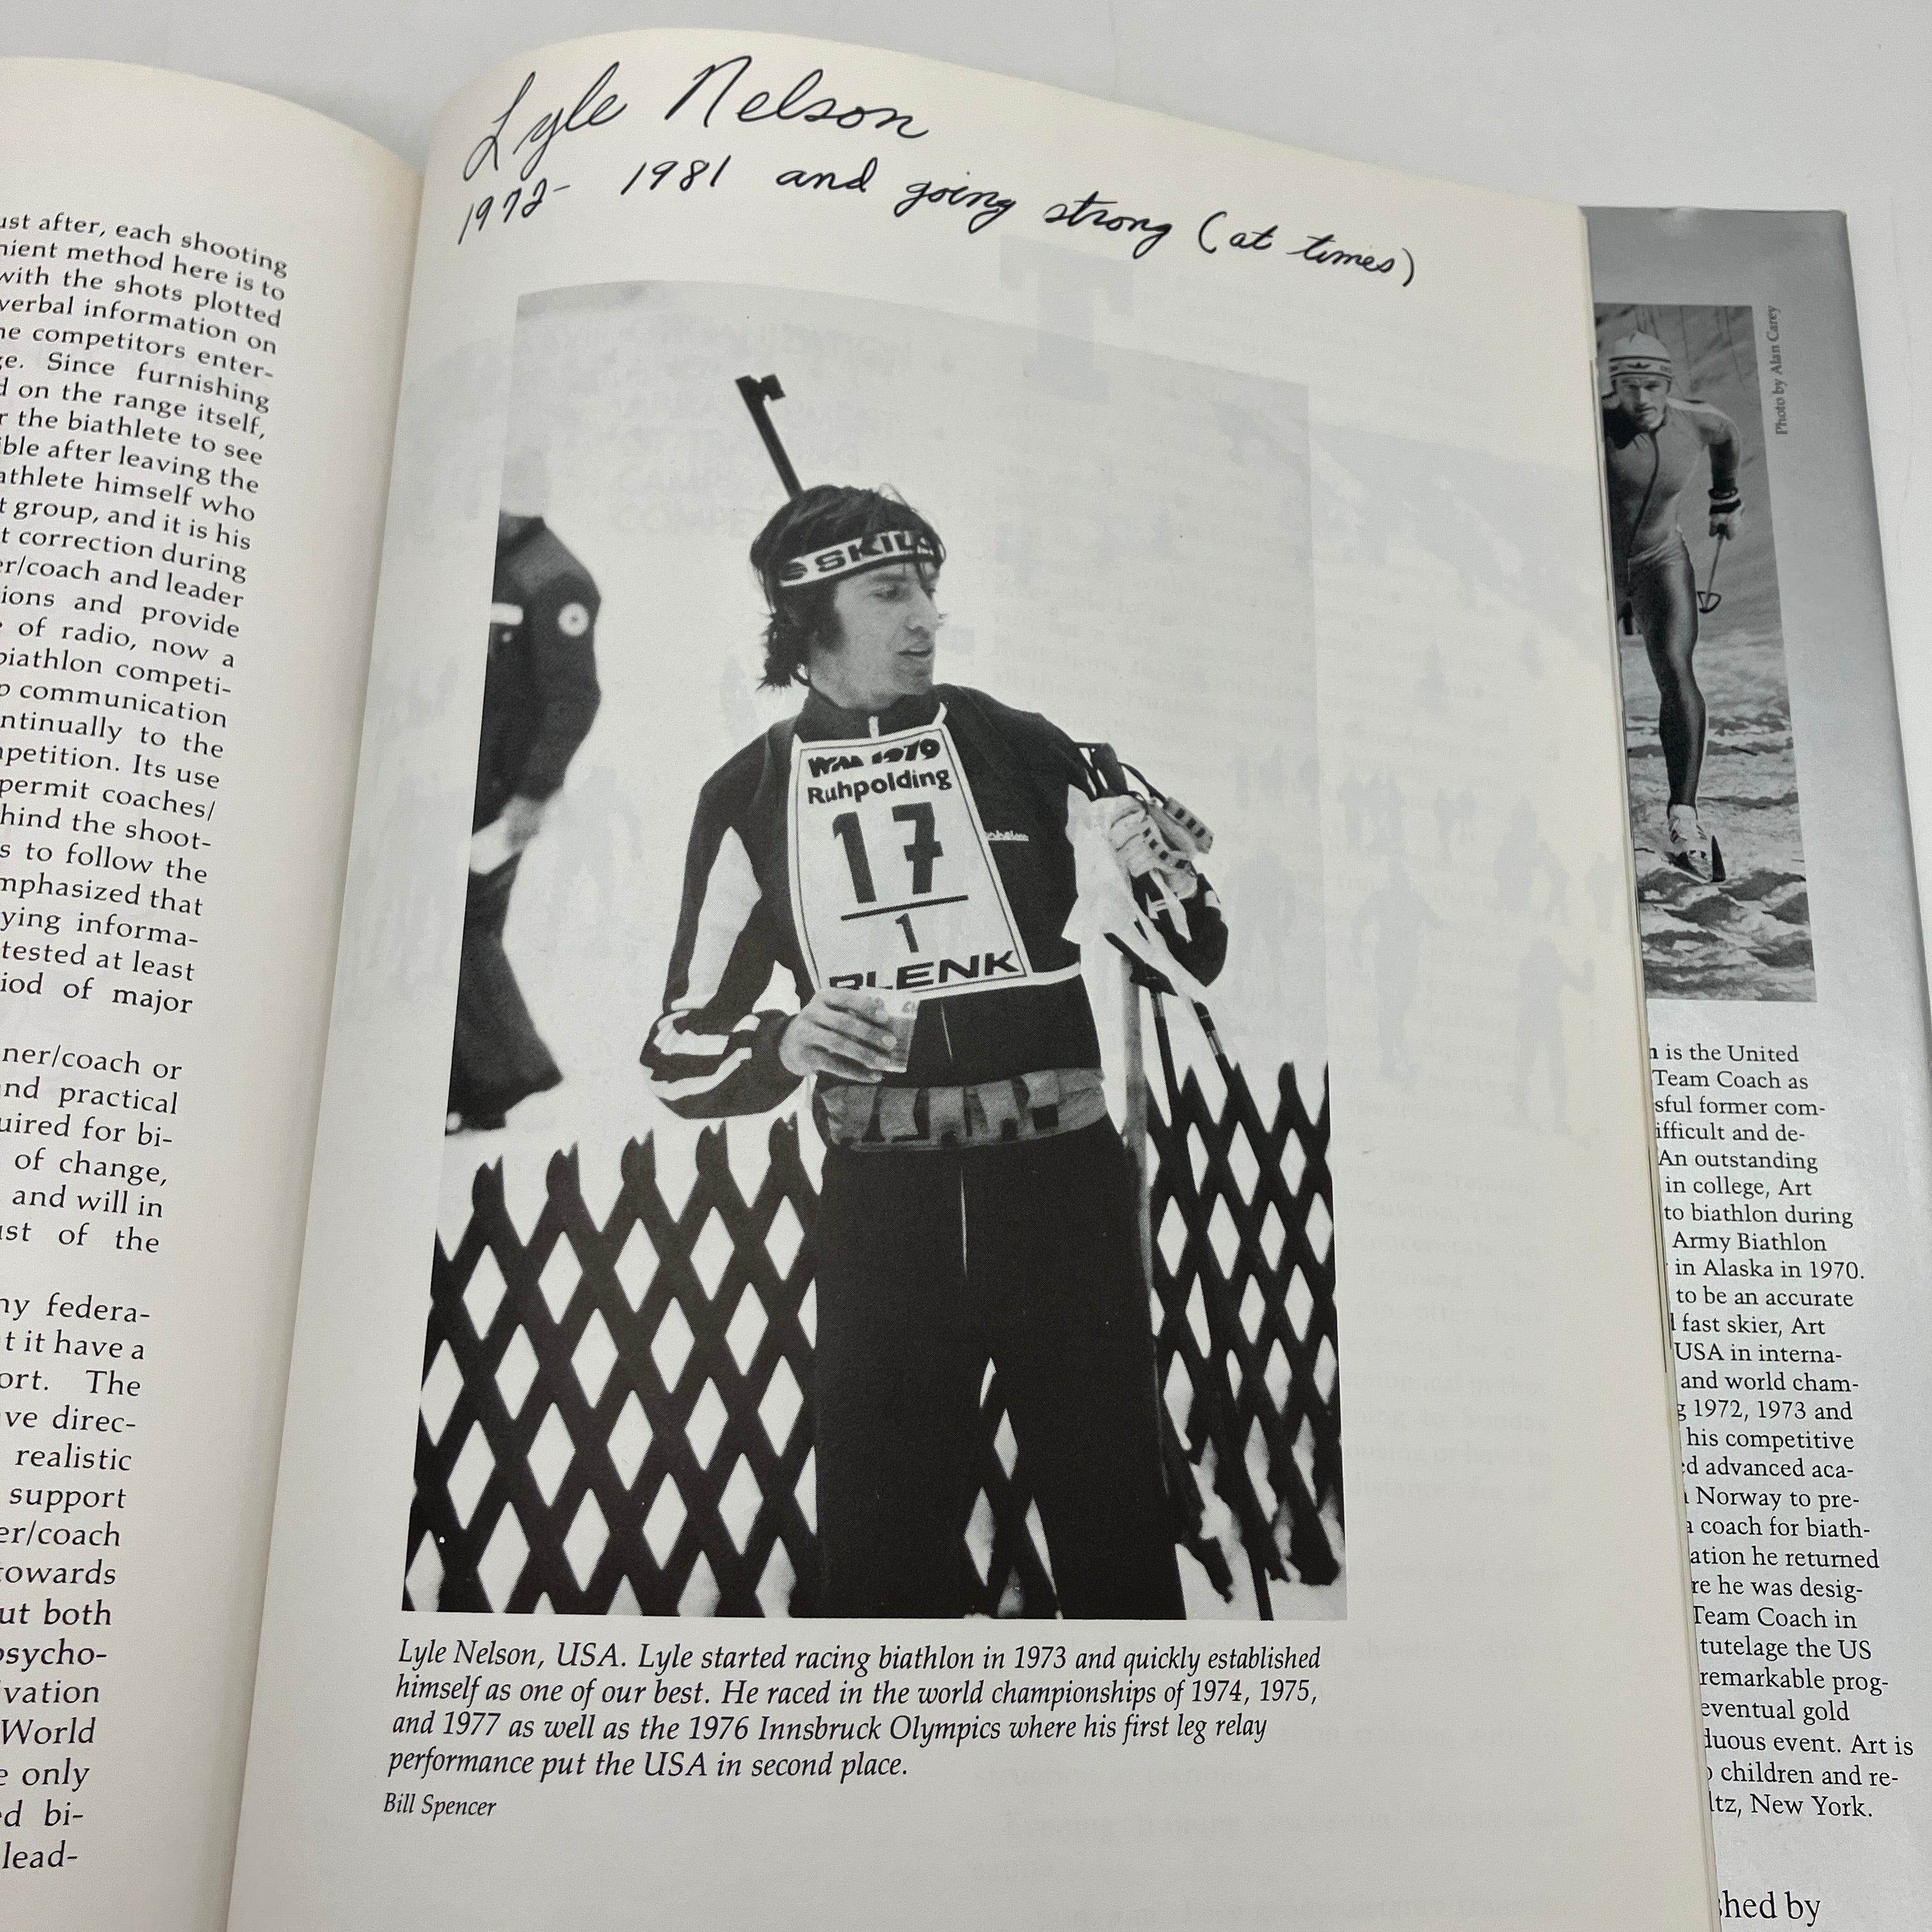 ust after, each shooting
nient method here is to
with the shots plotted
verbal information on
he competitors enter-
ge. Since furnishing
d on the range itself,
r the biathlete to see
ible after leaving the
athlete himself who
t group, and it is his
t correction during
er/coach and leader
ions and provide
e of radio, now a
biathlon competi-
o communication
ntinually to the
mpetition. Its use
permit coaches/
hind the shoot-
s to follow the
mphasized that
ying informa-
tested at least
iod of major
ner/coach or
nd practical
uired for bi-
of change,
and will in
ust of the
ny federa-
t it have a
ort. The
ve direc-
realistic
support
er/coach
towards
ut both
psycho-
vation
World
e only
ed bi-
lead-
Lyle Nelson
1972- 1981 and going strong (at times)
SKIUS
WM 1979
Ruhpolding
17
1
PLENK
Lyle Nelson, USA. Lyle started racing biathlon in 1973 and quickly established
himself as one of our best. He raced in the world championships of 1974, 1975,
and 1977 as well as the 1976 Innsbruck Olympics where his first leg relay
performance put the USA in second place.
Bill Spencer
Photo by Alan Carey
n is the United
Team Coach as
sful former com-
ifficult and de-
An outstanding
in college, Art
to biathlon during
Army Biathlon
in Alaska in 1970.
to be an accurate
d fast skier, Art
USA in interna-
and world cham-
g 1972, 1973 and
his competitive
ed advanced aca-
n Norway to pre-
a coach for biath-
ation he returned
re he was desig-
Team Coach in
tutelage the US
remarkable prog-
eventual gold
duous event. Art is
o children and re-
ltz, New York.
shed by